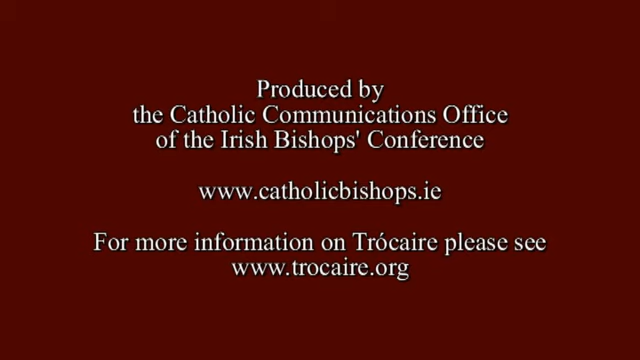 Produced by
the Catholic Communications Office
of the Irish Bishops' Conference
www.catholicbishops.ie
For more information on Trócaire please see
www.trocaire.org